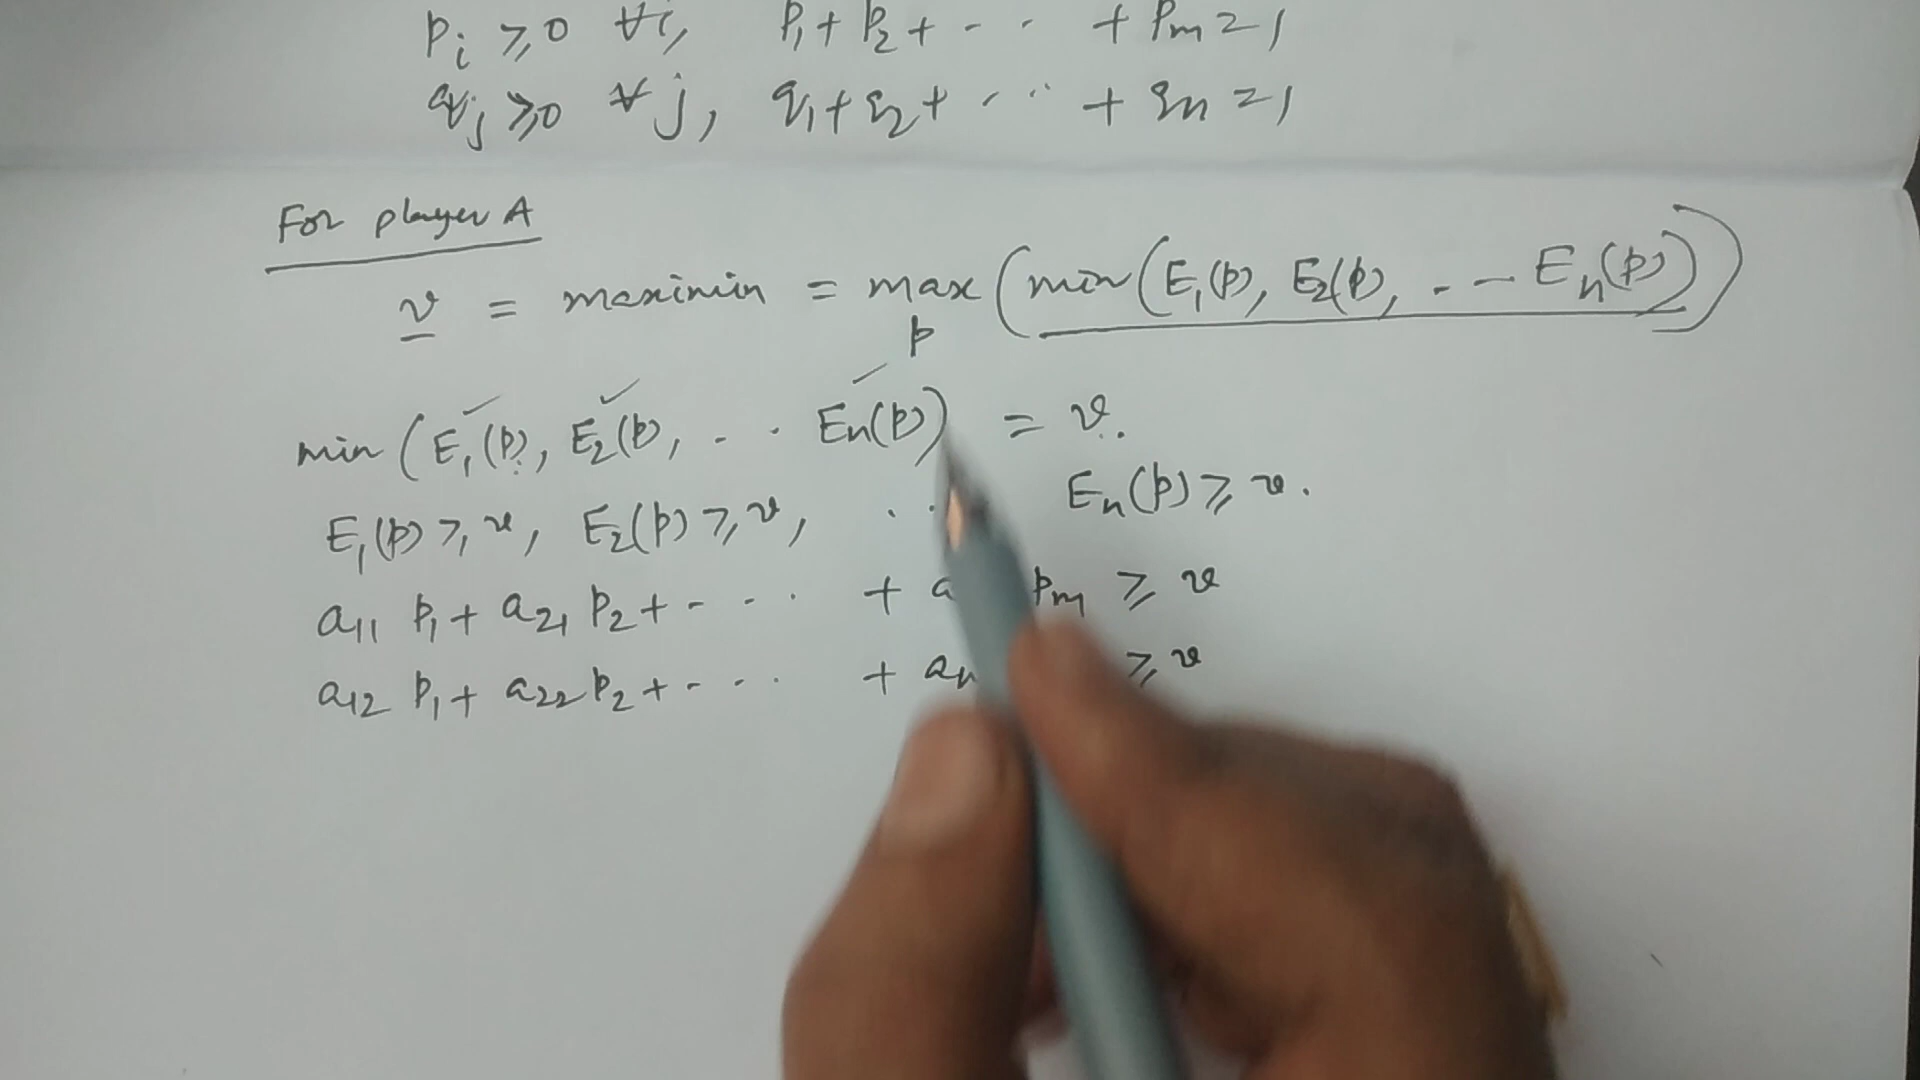 pi ≥ 0 ∀i, p1 + p2 + - - + pm = 1
qj ≥ 0 ∀j, q1 + q2 + - .. + qn = 1
For player A
v = maximin = max (min (E1(p), E2(p), . - - En(p)))
p
min (E1(p), E2(p), - . . En(p)) = v.
E1(p) ≥ v, E2(p) ≥ v, . . En(p) ≥ v.
a11 p1 + a21 p2 + - - . . + a pm ≥ v
a12 p1 + a22 p2 + - - . . + a ≥ v